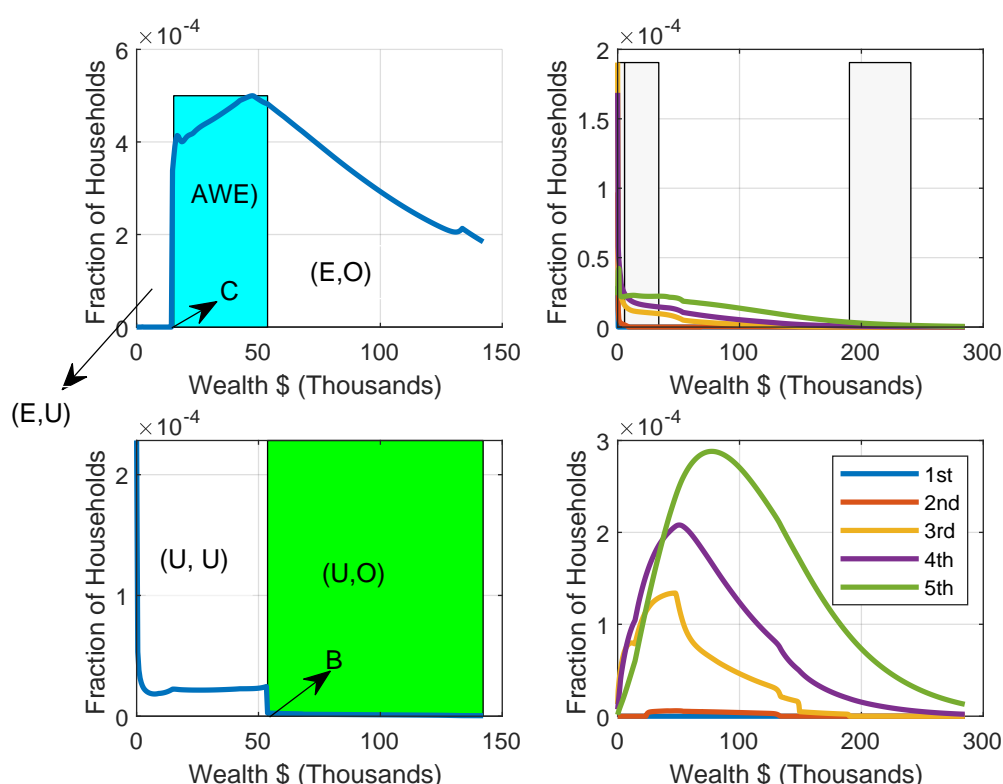 ×10-4
6
4
2
0
Fraction of Households
AWE)
(E,O)
C
0
50
100
150
Wealth $ (Thousands)
(E,U)
×10-4
2
1.5
1
0.5
0
Fraction of Households
0
100
200
300
Wealth $ (Thousands)
×10-4
2
1
0
Fraction of Households
(U, U)
(U,O)
B
0
50
100
150
Wealth $ (Thousands)
×10-4
3
2
1
0
Fraction of Households
1st
2nd
3rd
4th
5th
0
100
200
300
Wealth $ (Thousands)